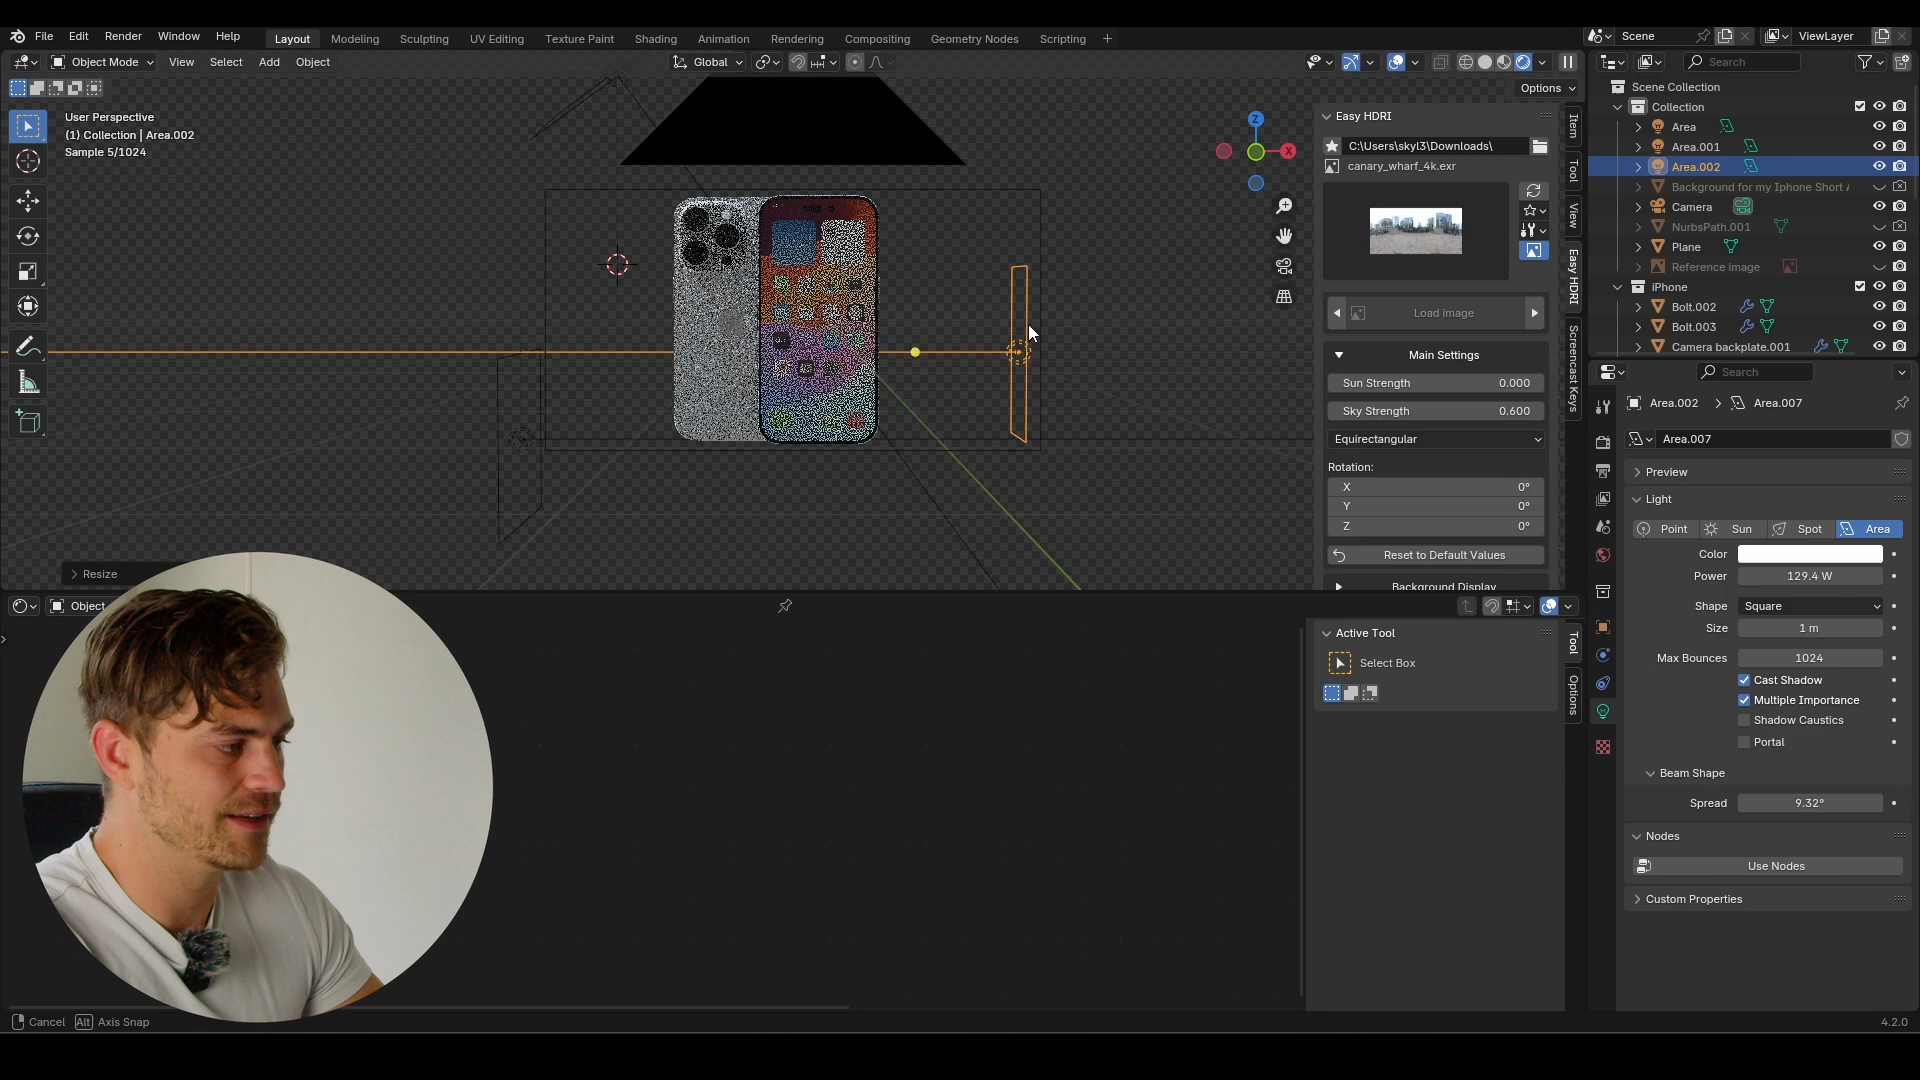 File Edit Render Window Help Layout Modeling Sculpting UV Editing Texture Paint Shading Animation Rendering Compositing Geometry Nodes Scripting + Scene ViewLayer
Object Mode View Select Add Object Global Search
Options
User Perspective
(1) Collection | Area.002
Sample 5/1024
Z
X
Resize
Easy HDRI
C:\Users\skyl3\Downloads\
canary_wharf_4k.exr
Load image
Main Settings
Sun Strength 0.000
Sky Strength 0.600
Equirectangular
Rotation:
X 0°
Y 0°
Z 0°
Reset to Default Values
Background Display
Item
Tool
View
Easy HDRI
Screencast Keys
Scene Collection
Collection
Area
Area.001
Area.002
Background for my Iphone Short
Camera
NurbsPath.001
Plane
Reference image
iPhone
Bolt.002
Bolt.003
Camera backplate.001
Search
Area.002 > Area.007
Area.007
Preview
Light
Point Sun Spot Area
Color
Power 129.4 W
Shape Square
Size 1 m
Max Bounces 1024
Cast Shadow
Multiple Importance
Shadow Caustics
Portal
Beam Shape
Spread 9.32°
Nodes
Use Nodes
Custom Properties
Object
Active Tool
Select Box
Tool
Options
Cancel Alt Axis Snap
4.2.0